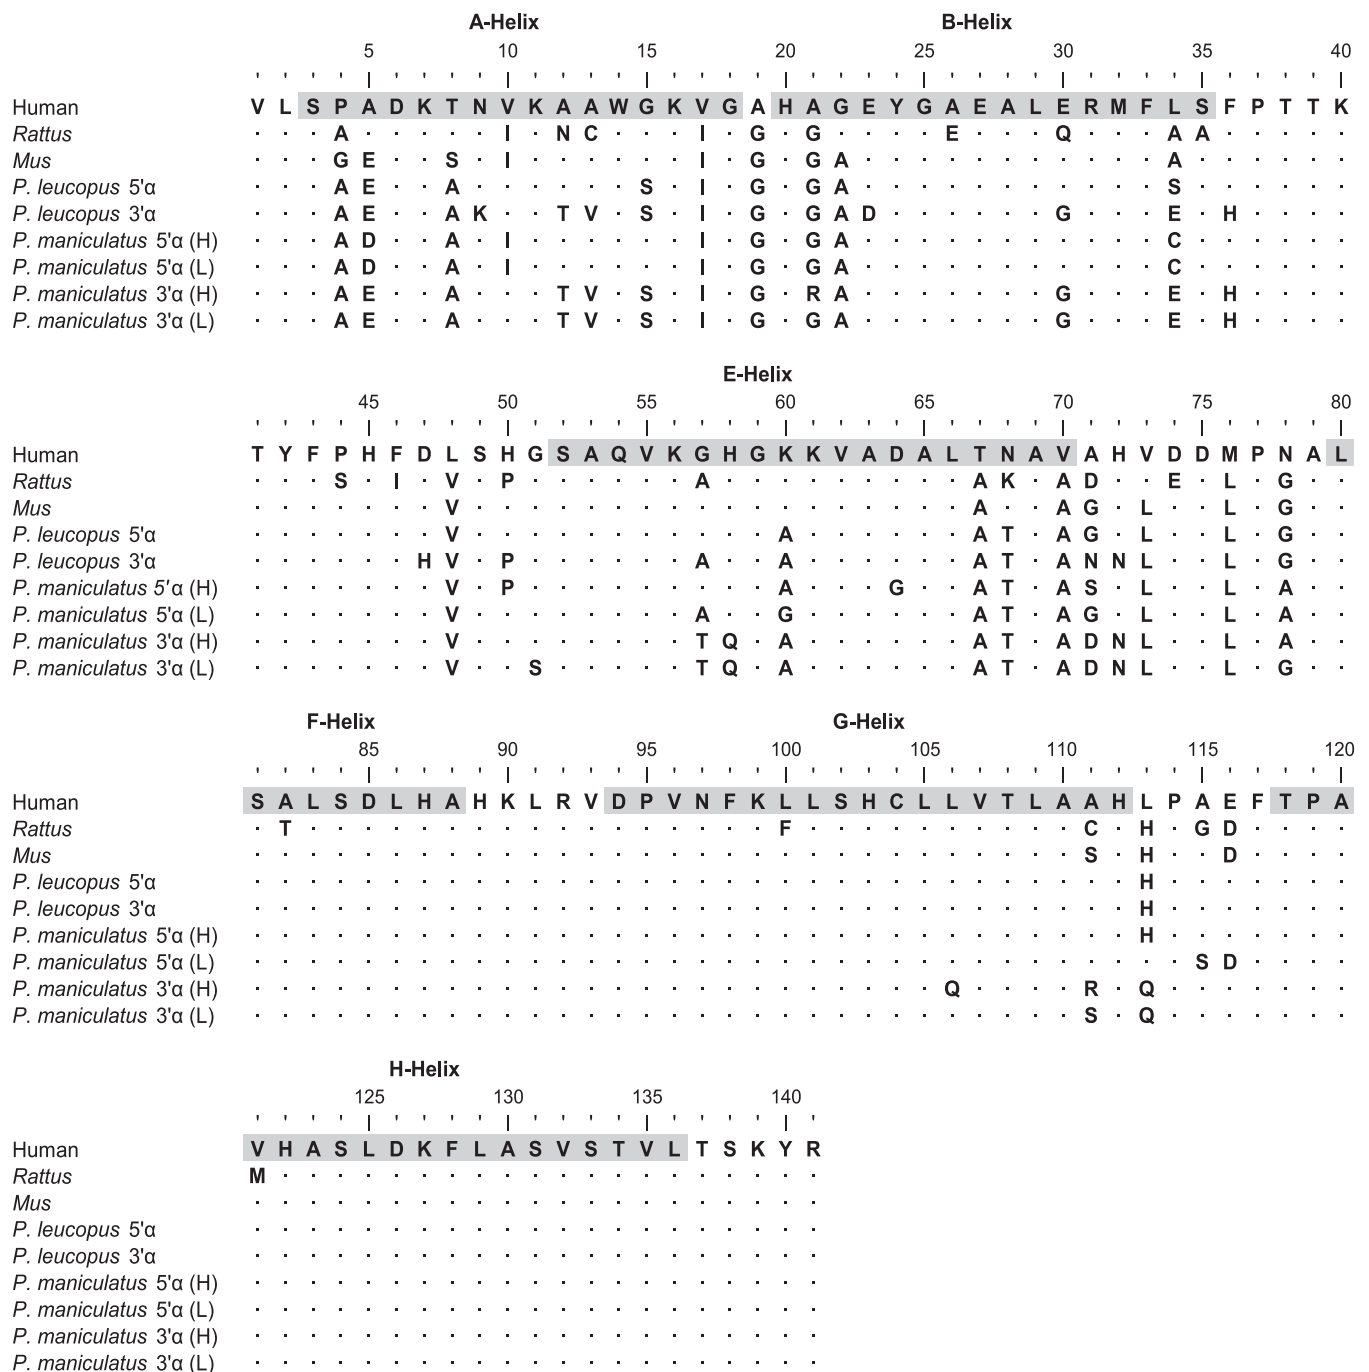 A-Helix B-Helix
5 10 15 20 25 30 35 40
Human V L S P A D K T N V K A A W G K V G A H A G E Y G A E A L E R M F L S F P T T K
Rattus · · · A · · · · · I · N C · · · I · G · G · · · · E · · · Q · · · A A · · · · ·
Mus · · · G E · · S · I · · · · · · I · G · G A · · · · · · · · · · · A · · · · · ·
P. leucopus 5'α · · · A E · · A · · · · · · S · I · G · G A · · · · · · · · · · · S · · · · · ·
P. leucopus 3'α · · · A E · · A K · · T V · S · I · G · G A D · · · · · · G · · · E · H · · · ·
P. maniculatus 5'α (H) · · · A D · · A · I · · · · · · I · G · G A · · · · · · · · · · · C · · · · · ·
P. maniculatus 5'α (L) · · · A D · · A · I · · · · · · I · G · G A · · · · · · · · · · · C · · · · · ·
P. maniculatus 3'α (H) · · · A E · · A · · · T V · S · I · G · R A · · · · · · · G · · · E · H · · · ·
P. maniculatus 3'α (L) · · · A E · · A · · · T V · S · I · G · G A · · · · · · · G · · · E · H · · · ·
E-Helix
45 50 55 60 65 70 75 80
Human T Y F P H F D L S H G S A Q V K G H G K K V A D A L T N A V A H V D D M P N A L
Rattus · · · S · I · V · P · · · · · · A · · · · · · · · · A K · A D · · E · L · G · ·
Mus · · · · · · · V · · · · · · · · · · · · · · · · · · A · · A G · L · · L · G · ·
P. leucopus 5'α · · · · · · · V · · · · · · · · · · · A · · · · · · A T · A G · L · · L · G · ·
P. leucopus 3'α · · · · · · H V · P · · · · · · A · · A · · · · · · A T · A N N L · · L · G · ·
P. maniculatus 5'α (H) · · · · · · · V · P · · · · · · · · · A · · · G · · A T · A S · L · · L · A · ·
P. maniculatus 5'α (L) · · · · · · · V · · · · · · · · A · · G · · · · · · A T · A G · L · · L · A · ·
P. maniculatus 3'α (H) · · · · · · · V · · · · · · · · T Q · A · · · · · · A T · A D N L · · L · A · ·
P. maniculatus 3'α (L) · · · · · · · V · · S · · · · · T Q · A · · · · · · A T · A D N L · · L · G · ·
F-Helix G-Helix
85 90 95 100 105 110 115 120
Human S A L S D L H A H K L R V D P V N F K L L S H C L L V T L A A H L P A E F T P A
Rattus · T · · · · · · · · · · · · · · · · · F · · · · · · · · · · C · H · G D · · · ·
Mus · · · · · · · · · · · · · · · · · · · · · · · · · · · · · · S · H · · D · · · ·
P. leucopus 5'α · · · · · · · · · · · · · · · · · · · · · · · · · · · · · · · · H · · · · · · ·
P. leucopus 3'α · · · · · · · · · · · · · · · · · · · · · · · · · · · · · · · · H · · · · · · ·
P. maniculatus 5'α (H) · · · · · · · · · · · · · · · · · · · · · · · · · · · · · · · · H · · · · · · ·
P. maniculatus 5'α (L) · · · · · · · · · · · · · · · · · · · · · · · · · · · · · · · · · · S D · · · ·
P. maniculatus 3'α (H) · · · · · · · · · · · · · · · · · · · · · · · · · Q · · · · R · Q · · · · · · ·
P. maniculatus 3'α (L) · · · · · · · · · · · · · · · · · · · · · · · · · · · · · · S · Q · · · · · · ·
H-Helix
125 130 135 140
Human V H A S L D K F L A S V S T V L T S K Y R
Rattus M · · · · · · · · · · · · · · · · · · · ·
Mus · · · · · · · · · · · · · · · · · · · · ·
P. leucopus 5'α · · · · · · · · · · · · · · · · · · · · ·
P. leucopus 3'α · · · · · · · · · · · · · · · · · · · · ·
P. maniculatus 5'α (H) · · · · · · · · · · · · · · · · · · · · ·
P. maniculatus 5'α (L) · · · · · · · · · · · · · · · · · · · · ·
P. maniculatus 3'α (H) · · · · · · · · · · · · · · · · · · · · ·
P. maniculatus 3'α (L) · · · · · · · · · · · · · · · · · · · · ·